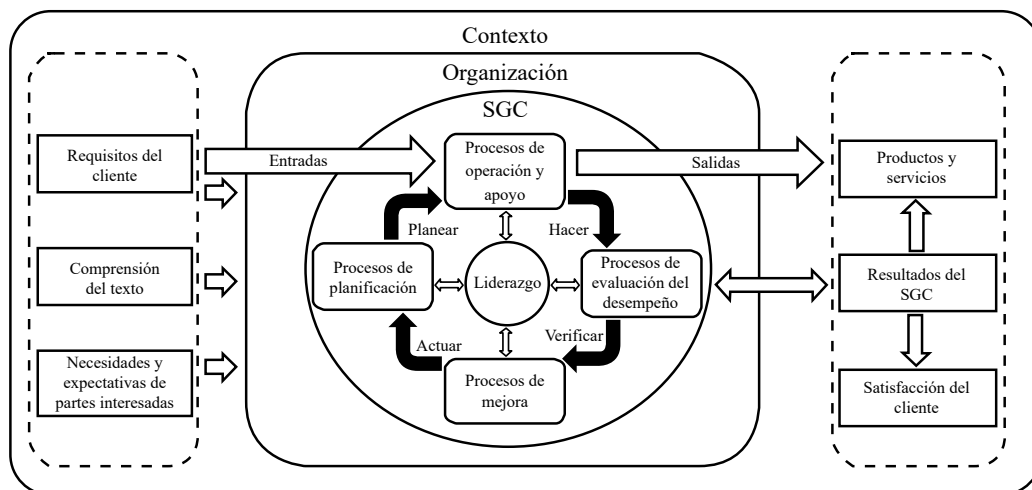 Contexto
Organización
SGC
Requisitos del
cliente
Entradas
Procesos de
operación y
apoyo
Salidas
Productos y
servicios
Planear
Hacer
Comprensión
del texto
Procesos de
planificación
Liderazgo
Procesos de
evaluación del
desempeño
Resultados del
SGC
Actuar
Verificar
Necesidades y
expectativas de
partes interesadas
Procesos de
mejora
Satisfacción del
cliente